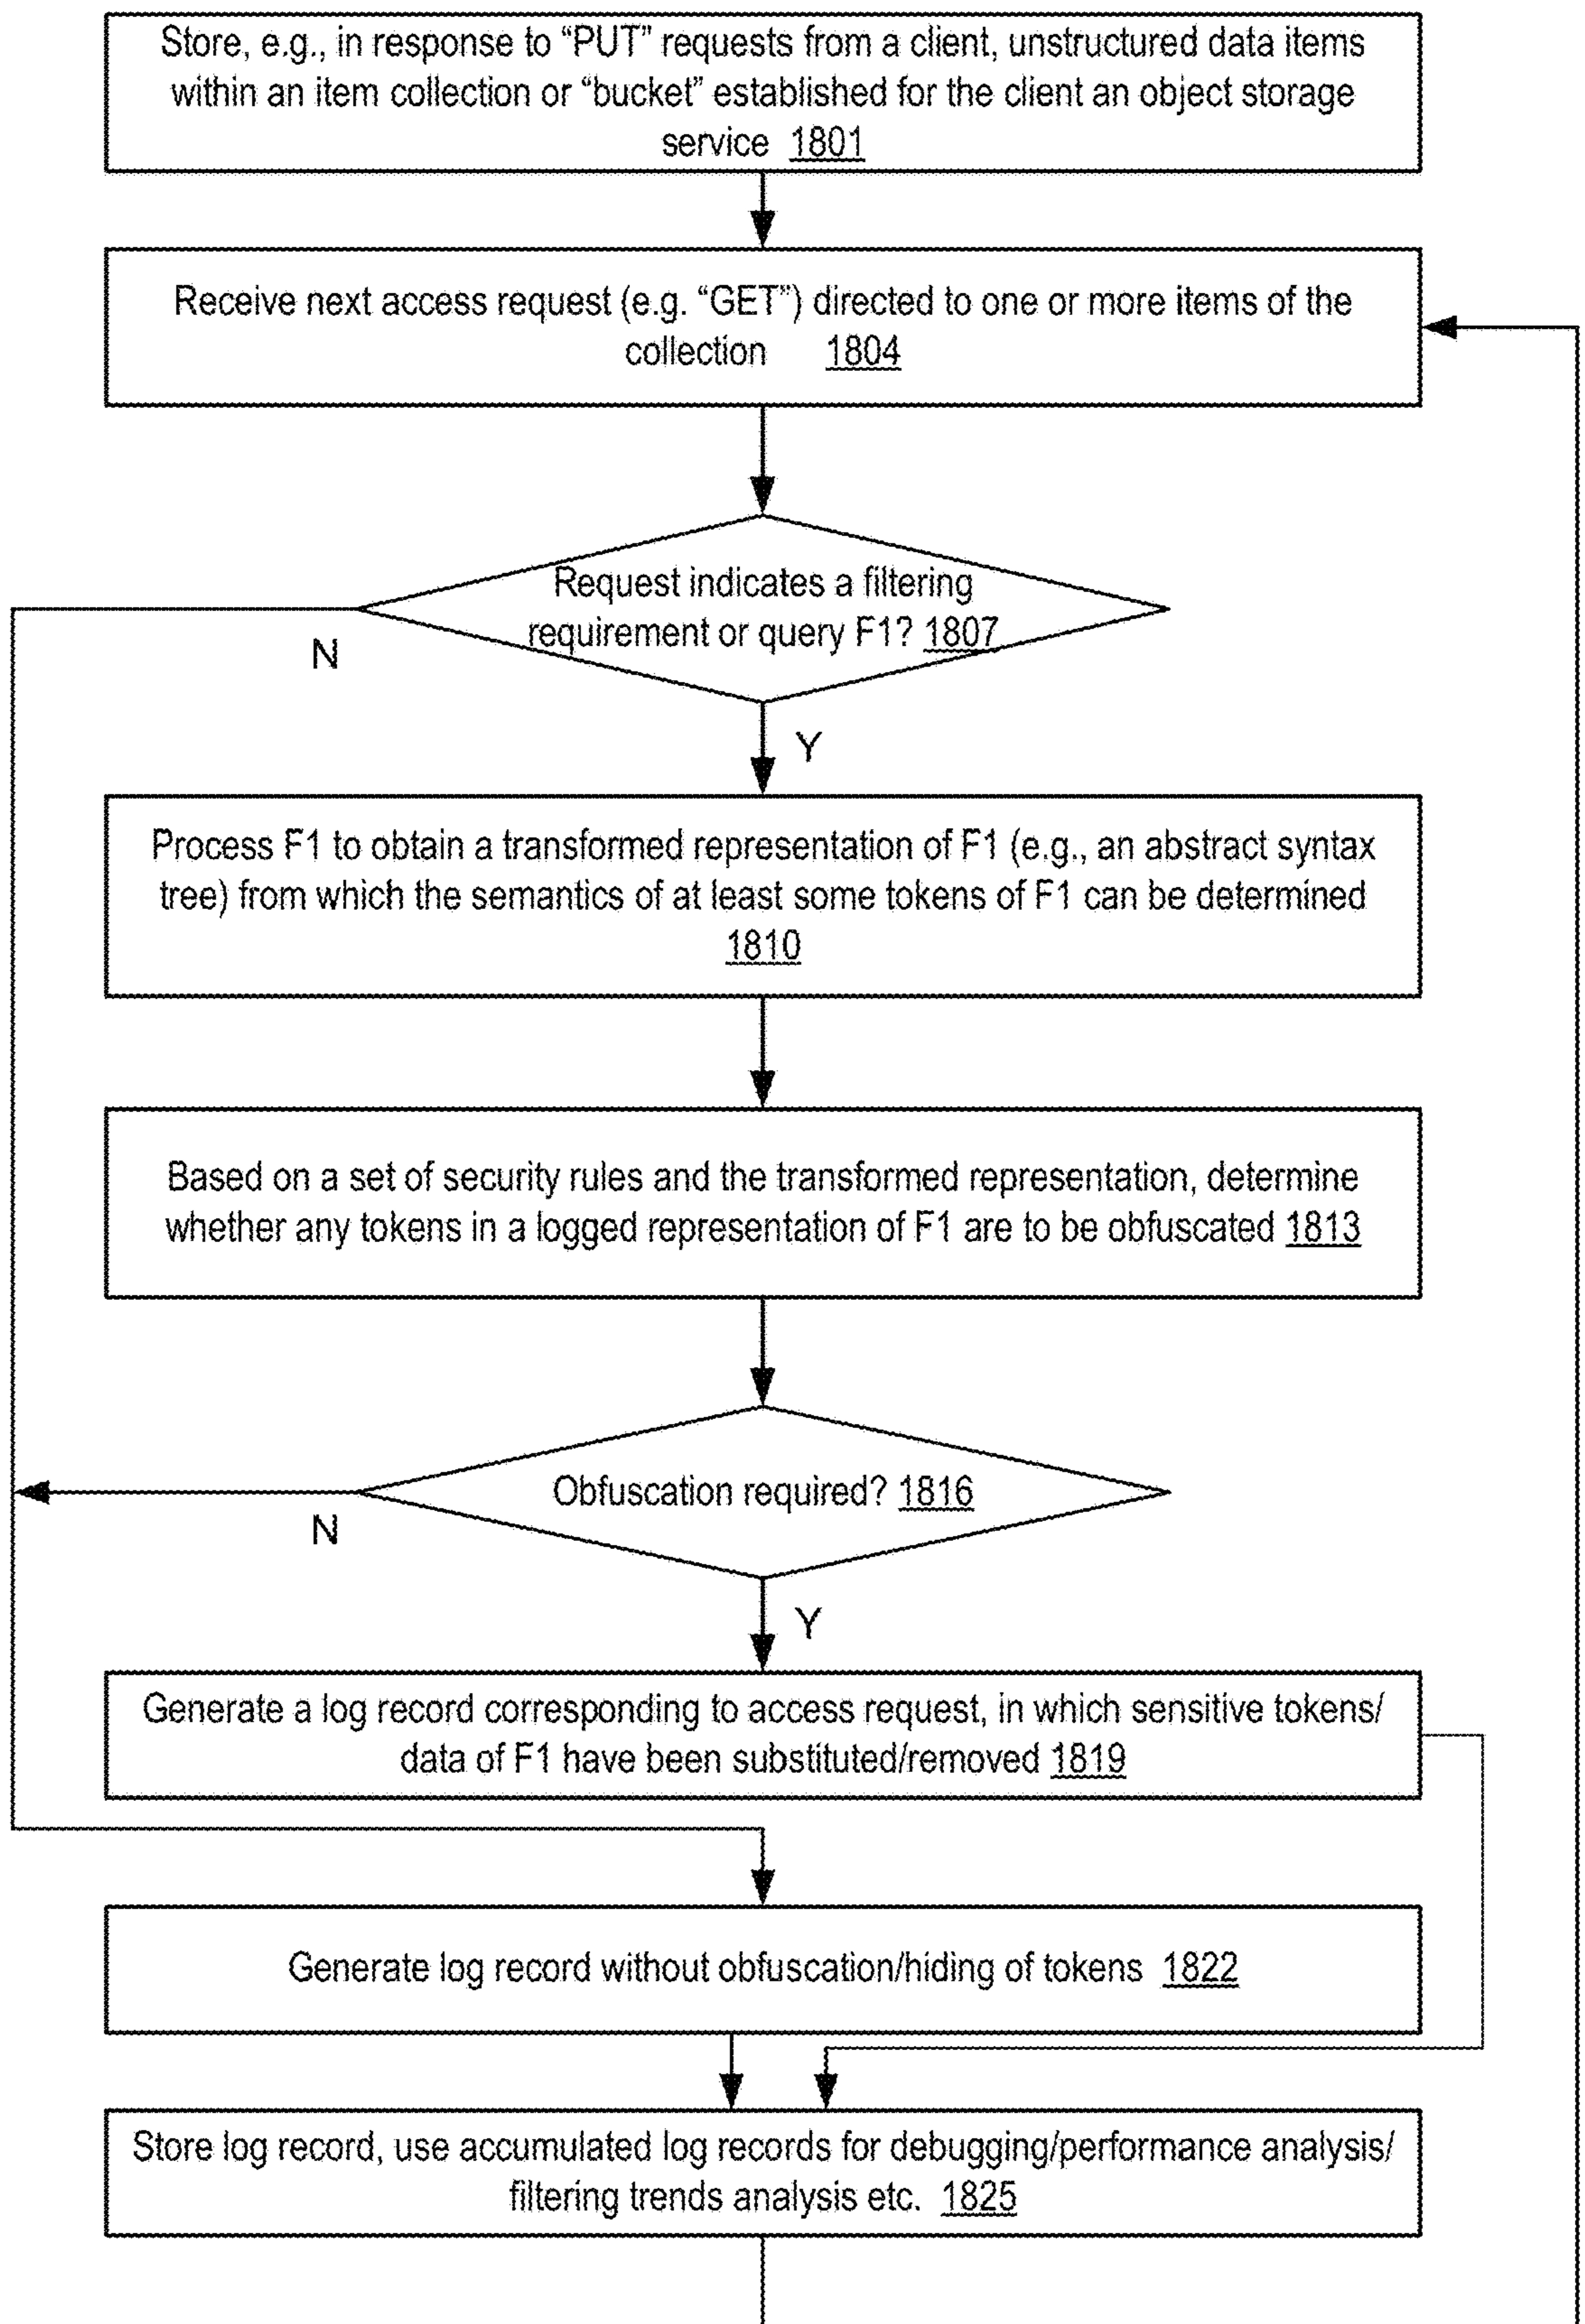 Store, e.g., in response to “PUT” requests from a client, unstructured data items
within an item collection or “bucket” established for the client an object storage
service 1801
Receive next access request (e.g. “GET”) directed to one or more items of the
collection 1804
Request indicates a filtering
requirement or query F1? 1807
N
Y
Process F1 to obtain a transformed representation of F1 (e.g., an abstract syntax
tree) from which the semantics of at least some tokens of F1 can be determined
1810
Based on a set of security rules and the transformed representation, determine
whether any tokens in a logged representation of F1 are to be obfuscated 1813
Obfuscation required? 1816
N
Y
Generate a log record corresponding to access request, in which sensitive tokens/
data of F1 have been substituted/removed 1819
Generate log record without obfuscation/hiding of tokens 1822
Store log record, use accumulated log records for debugging/performance analysis/
filtering trends analysis etc. 1825